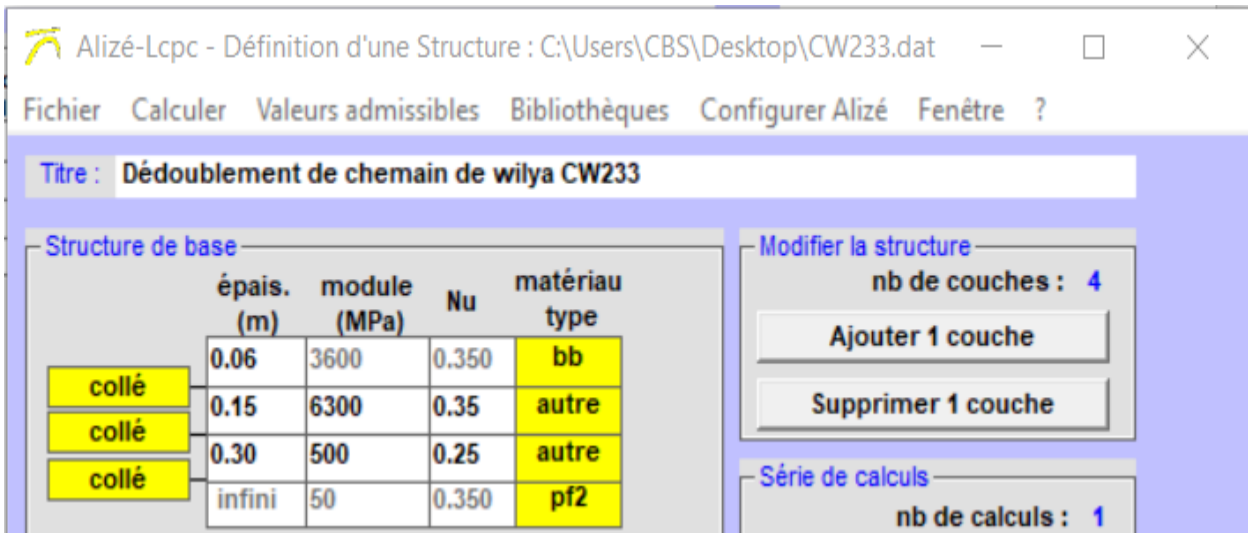 Alizé-Lcpc - Définition d'une Structure : C:\Users\CBS\Desktop\CW233.dat
Fichier Calculer Valeurs admissibles Bibliothèques Configurer Alizé Fenêtre ?
Titre : Dédoublement de chemain de wilya CW233
Structure de base
épais. (m) module (MPa) Nu matériau type
0.06 3600 0.350 bb
collé
0.15 6300 0.35 autre
collé
0.30 500 0.25 autre
collé
infini 50 0.350 pf2
Modifier la structure
nb de couches : 4
Ajouter 1 couche
Supprimer 1 couche
Série de calculs
nb de calculs : 1